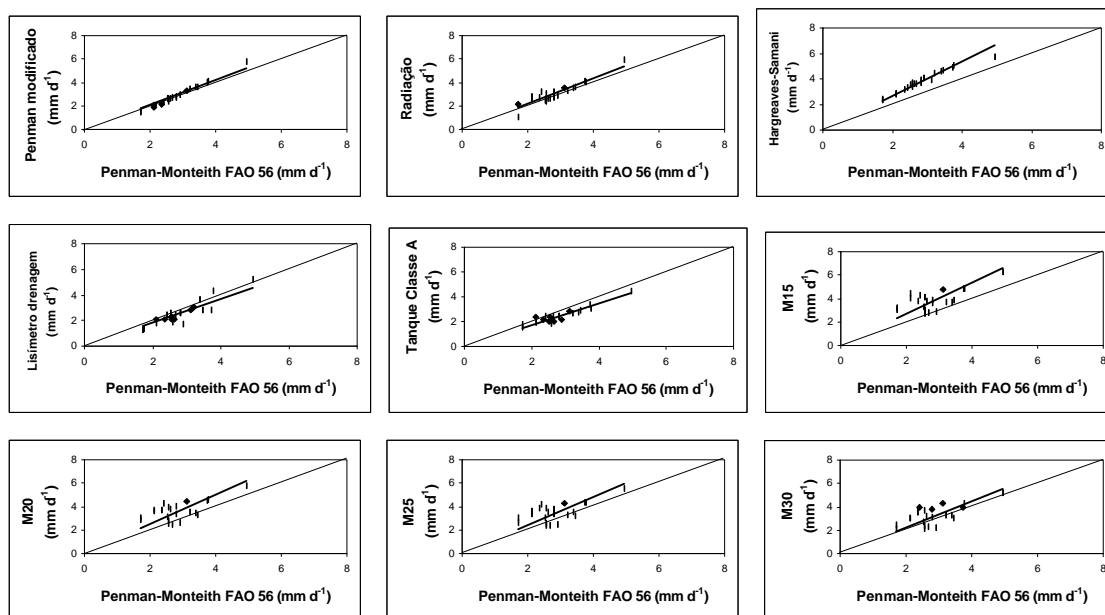 Penman modificado
(mm d-1)
8
6
4
2
0
0 2 4 6 8
Penman-Monteith FAO 56 (mm d-1)
Radiação
(mm d-1)
8
6
4
2
0
0 2 4 6 8
Penman-Monteith FAO 56 (mm d-1)
Hargreaves-Samani
(mm d-1)
8
6
4
2
0
0 2 4 6 8
Penman-Monteith FAO 56 (mm d-1)
Lisímetro drenagem
(mm d-1)
8
6
4
2
0
0 2 4 6 8
Penman-Monteith FAO 56 (mm d-1)
Tanque Classe A
(mm d-1)
8
6
4
2
0
0 2 4 6 8
Penman-Monteith FAO 56 (mm d-1)
M15
(mm d-1)
8
6
4
2
0
0 2 4 6 8
Penman-Monteith FAO 56 (mm d-1)
M20
(mm d-1)
8
6
4
2
0
0 2 4 6 8
Penman-Monteith FAO 56 (mm d-1)
M25
(mm d-1)
8
6
4
2
0
0 2 4 6 8
Penman-Monteith FAO 56 (mm d-1)
M30
(mm d-1)
8
6
4
2
0
0 2 4 6 8
Penman-Monteith FAO 56 (mm d-1)